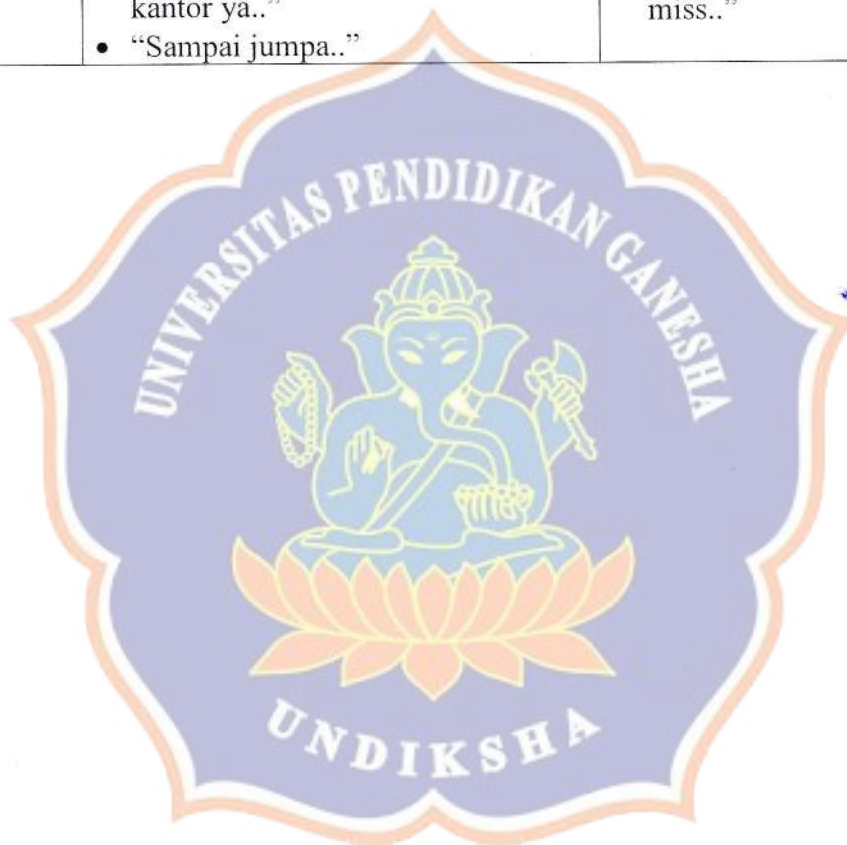 kantor ya.."
miss.."
• "Sampai jumpa.."
UNIVERSITAS PENDIDIKAN GANESHA
UNDIKSHA